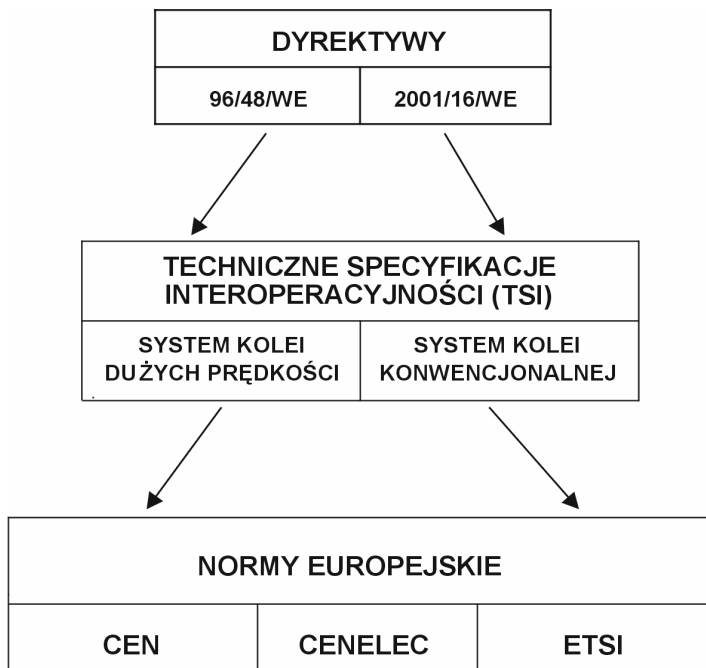 DYREKTYWY
96/48/WE
2001/16/WE
TECHNICZNE SPECYFIKACJE
INTEROPERACYJNOŚCI (TSI)
SYSTEM KOLEI
DUŻYCH PRĘDKOŚCI
SYSTEM KOLEI
KONWENCJONALNEJ
NORMY EUROPEJSKIE
CEN
CENELEC
ETSI